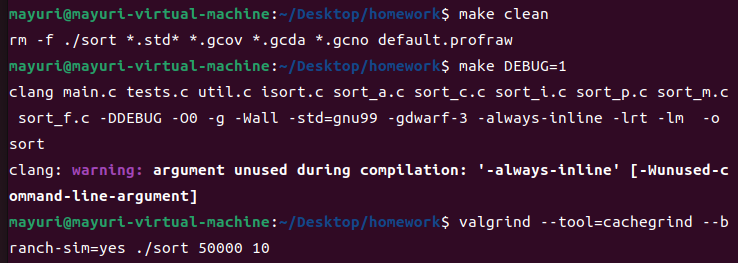 mayuri@mayuri-virtual-machine:~/Desktop/homework$ make clean
rm -f ./sort *.std* *.gcov *.gcda *.gcno default.profraw
mayuri@mayuri-virtual-machine:~/Desktop/homework$ make DEBUG=1
clang main.c tests.c util.c isort.c sort_a.c sort_c.c sort_i.c sort_p.c sort_m.c
 sort_f.c -DDEBUG -O0 -g -Wall -std=gnu99 -gdwarf-3 -always-inline -lrt -lm  -o
sort
clang: warning: argument unused during compilation: '-always-inline' [-Wunused-c
ommand-line-argument]
mayuri@mayuri-virtual-machine:~/Desktop/homework$ valgrind --tool=cachegrind --b
ranch-sim=yes ./sort 50000 10